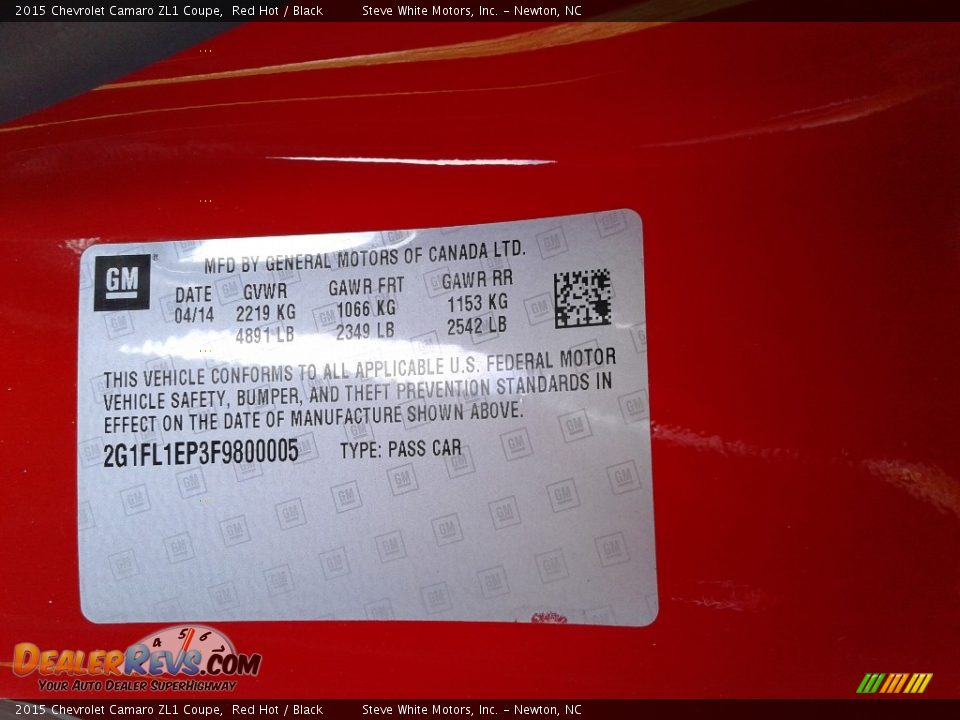 2015 Chevrolet Camaro ZL1 Coupe, Red Hot / Black Steve White Motors, Inc. – Newton, NC
GM
MFD BY GENERAL MOTORS OF CANADA LTD.
DATE GVWR GAWR FRT GAWR RR
04/14 2219 KG 1066 KG 1153 KG
4891 LB 2349 LB 2542 LB
THIS VEHICLE CONFORMS TO ALL APPLICABLE U.S. FEDERAL MOTOR
VEHICLE SAFETY, BUMPER, AND THEFT PREVENTION STANDARDS IN
EFFECT ON THE DATE OF MANUFACTURE SHOWN ABOVE.
2G1FL1EP3F9800005 TYPE: PASS CAR
4 5 6
DEALERREVS.COM
YOUR AUTO DEALER SUPERHIGHWAY
2015 Chevrolet Camaro ZL1 Coupe, Red Hot / Black Steve White Motors, Inc. – Newton, NC